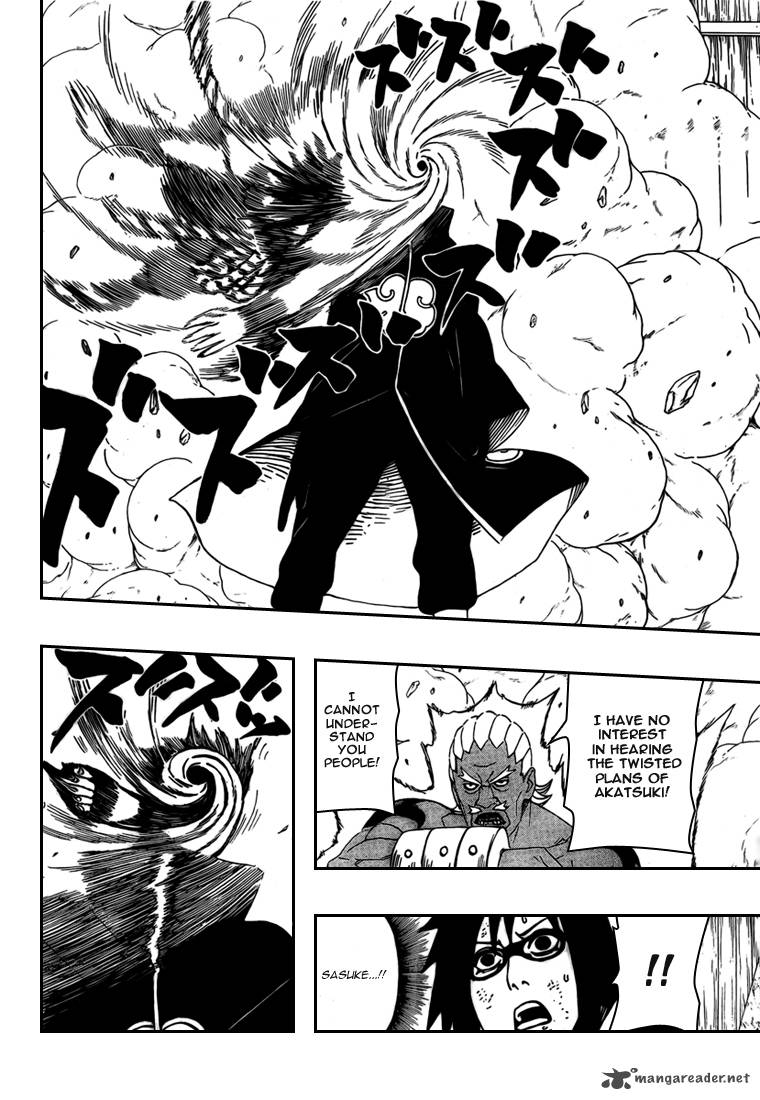 ズズズズ
ズズズズズ
ズズズッ
I HAVE NO
INTEREST
IN HEARING
THE TWISTED
PLANS OF
AKATSUKI!
I
CANNOT
UNDER-
STAND
YOU
PEOPLE!
!!
SASUKE...!!
mangareader.net